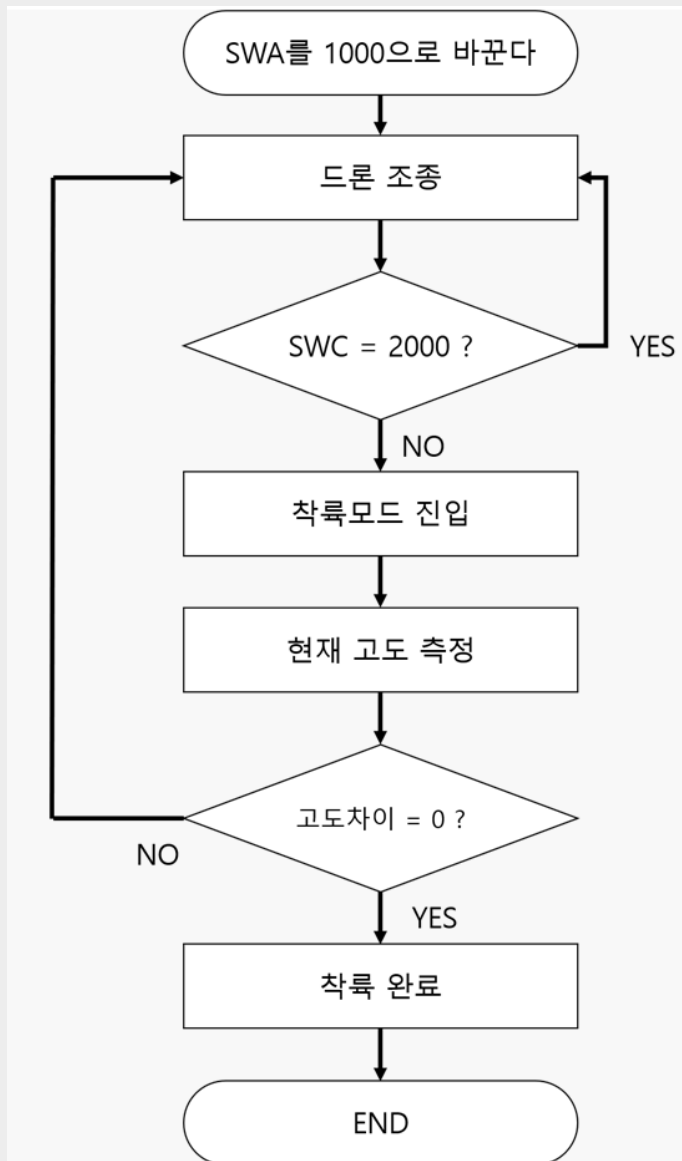 SWA를 1000으로 바꾼다
드론 조종
SWC = 2000 ?
YES
NO
착륙모드 진입
현재 고도 측정
고도차이 = 0 ?
NO
YES
착륙 완료
END